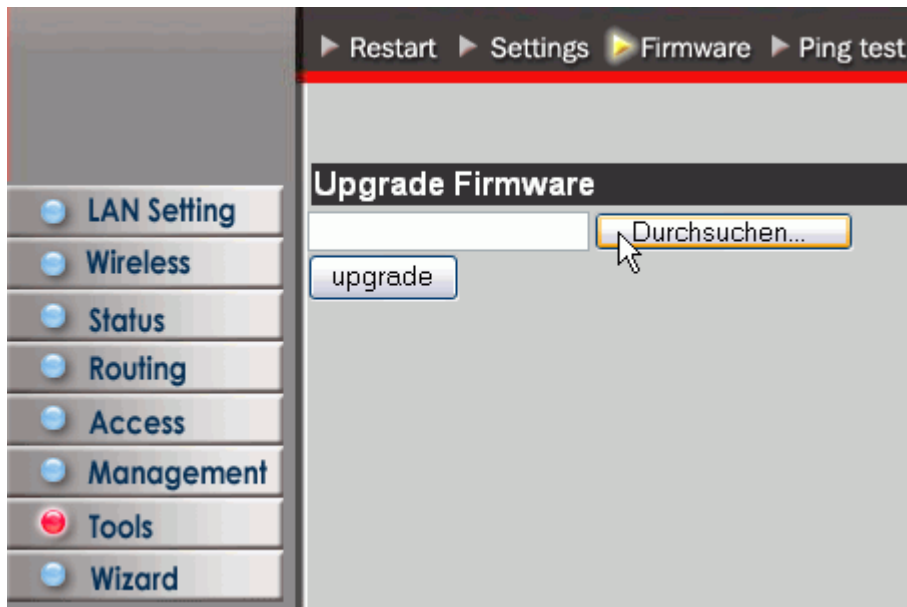 Restart Settings Firmware Ping test
LAN Setting
Wireless
Status
Routing
Access
Management
Tools
Wizard
Upgrade Firmware
Durchsuchen...
upgrade